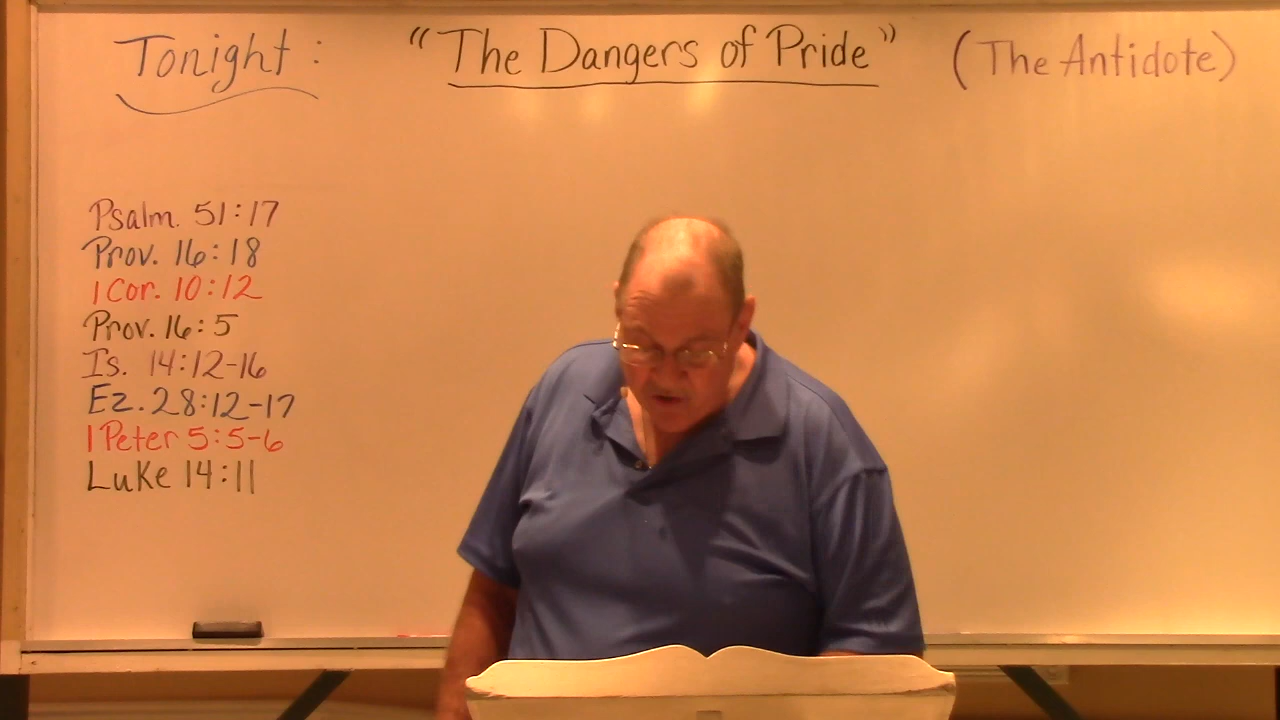 Tonight: "The Dangers of Pride" (The Antidote)
Psalm. 51:17
Prov. 16:18
1 Cor. 10:12
Prov. 16:5
Is. 14:12-16
Ez. 28:12-17
1 Peter 5:5-6
Luke 14:11